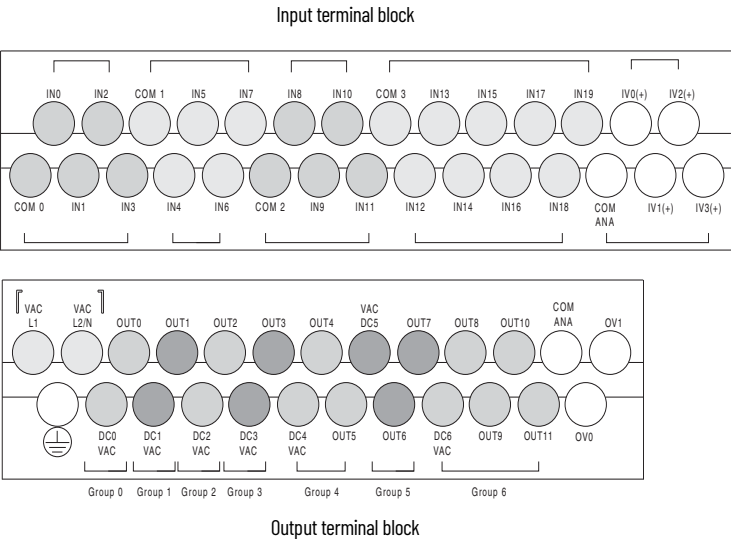 Input terminal block
IN0 IN2 COM 1 IN5 IN7 IN8 IN10 COM 3 IN13 IN15 IN17 IN19 IV0(+) IV2(+)
COM 0 IN1 IN3 IN4 IN6 COM 2 IN9 IN11 IN12 IN14 IN16 IN18 COM IV1(+) IV3(+)
ANA
VAC VAC VAC COM
L1 L2/N OUT0 OUT1 OUT2 OUT3 OUT4 DC5 OUT7 OUT8 OUT10 ANA OV1
DC0 DC1 DC2 DC3 DC4 OUT5 OUT6 DC6 OUT9 OUT11 OV0
VAC VAC VAC VAC VAC VAC
Group 0 Group 1 Group 2 Group 3 Group 4 Group 5 Group 6
Output terminal block